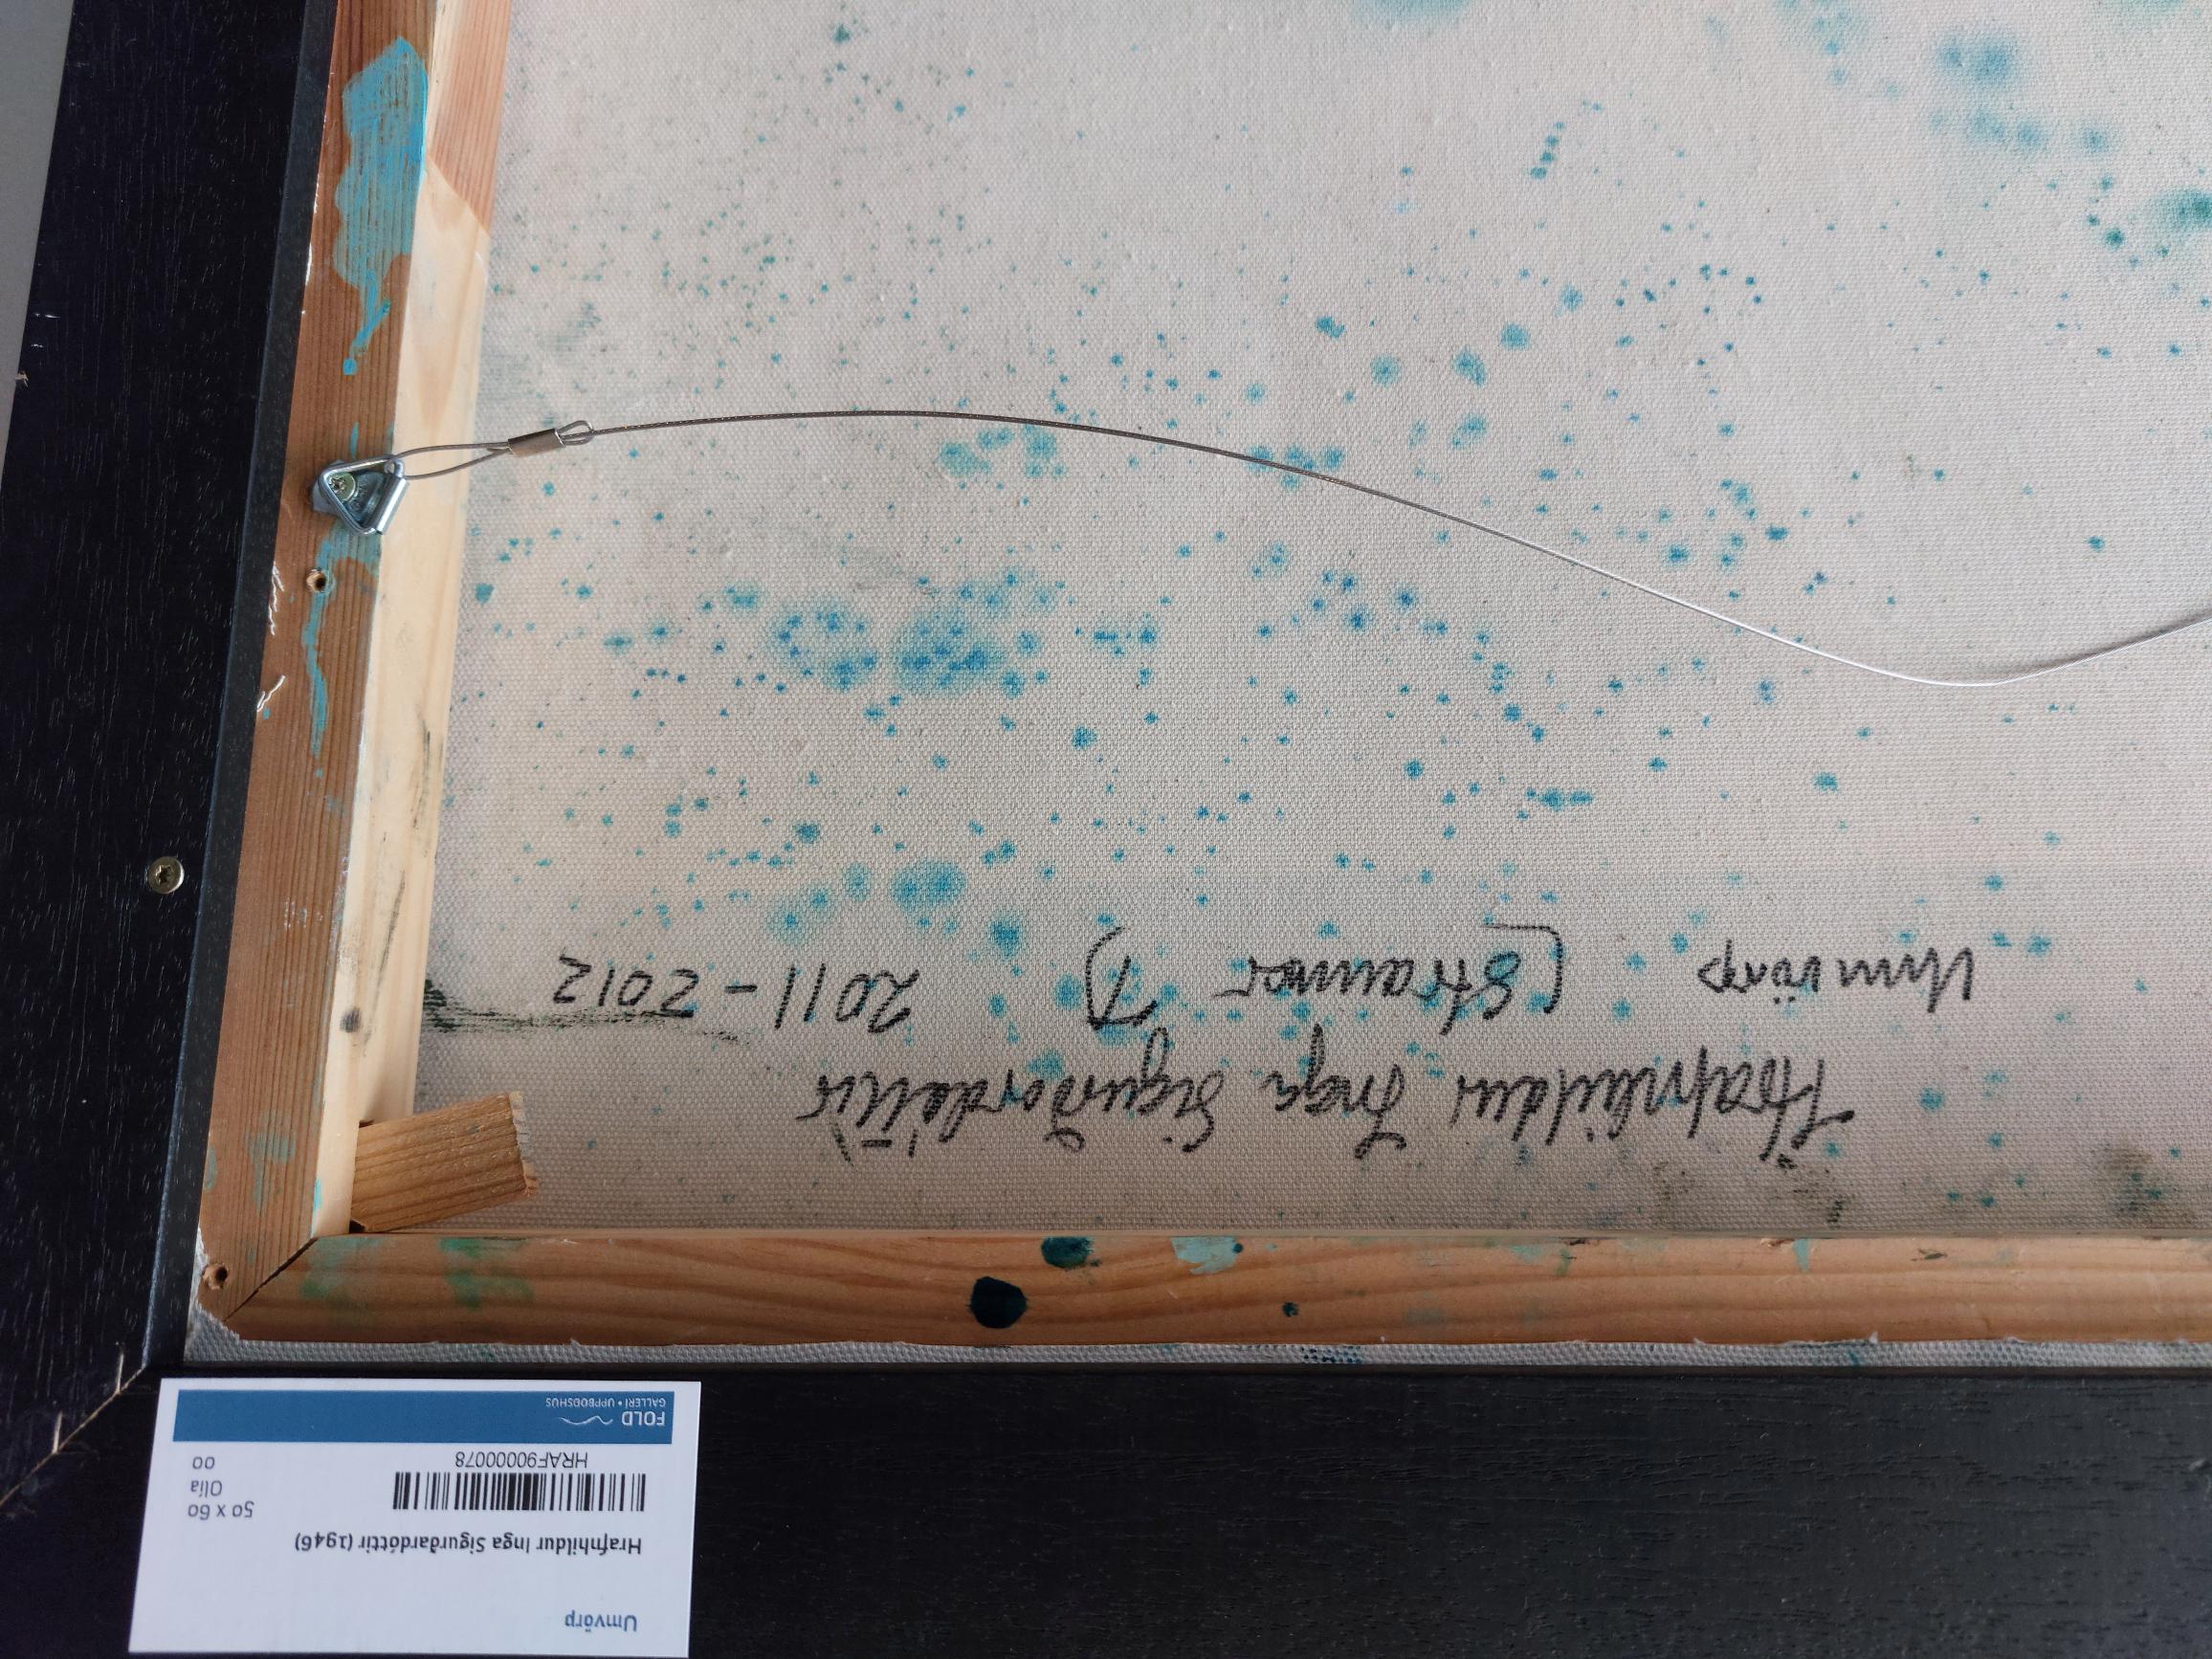 Umvörp
Hrafnhildur Inga Sigurðardóttir (1946)
50 x 60
Olía
00
HRAF90000078
FOLD
GALLERÍ • UPPBOÐSHÚS
Hrafnhildur Inga Sigurðardóttir
Umvörp (Straumar 7) 2011-2012